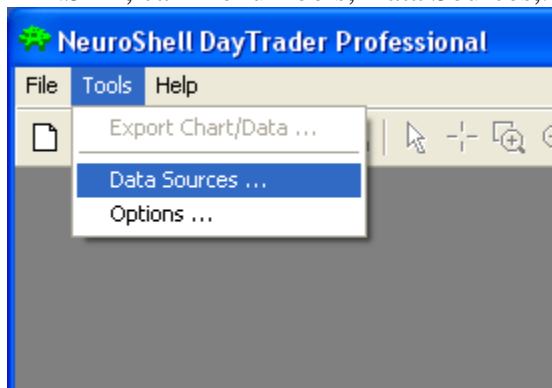 NeuroShell DayTrader Professional
File Tools Help
Export Chart/Data ...
Data Sources ...
Options ...